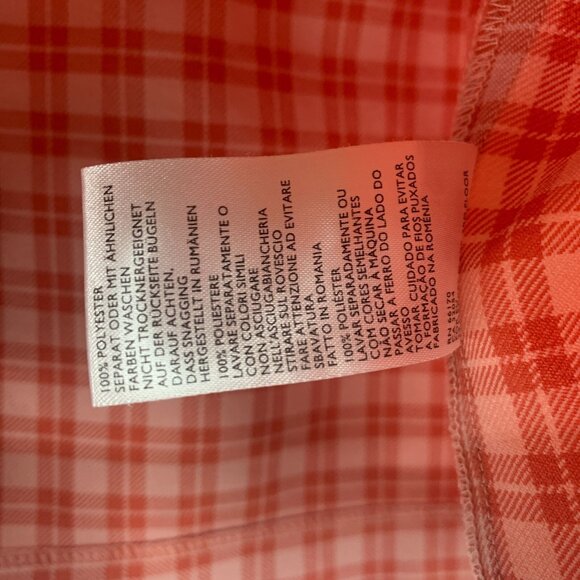 100% POLYESTER
SEPARAT ODER MIT ÄHNLICHEN
FARBEN WASCHEN
NICHT TROCKNERGEEIGNET
AUF DER RÜCKSEITE BÜGELN
DARAUF ACHTEN,
DASS SNAGGING
HERGESTELLT IN RUMÄNIEN
100% POLIESTERE
LAVARE SEPARATAMENTE O
CON COLORI SIMILI
NON ASCIUGARE
NELL'ASCIUGABIANCHERIA
STIRARE SUL ROVESCIO
FARE ATTENZIONE AD EVITARE
SBAVATURA
FATTO IN ROMANIA
100% POLIÉSTER
LAVAR SEPARADAMENTE OU
COM CORES SEMELHANTES
NÃO SECAR À MÁQUINA
PASSAR A FERRO DO LADO DO
AVESSO
TOMAR CUIDADO PARA EVITAR
A FORMAÇÃO DE FIOS PUXADOS
FABRICADO NA ROMÉNIA